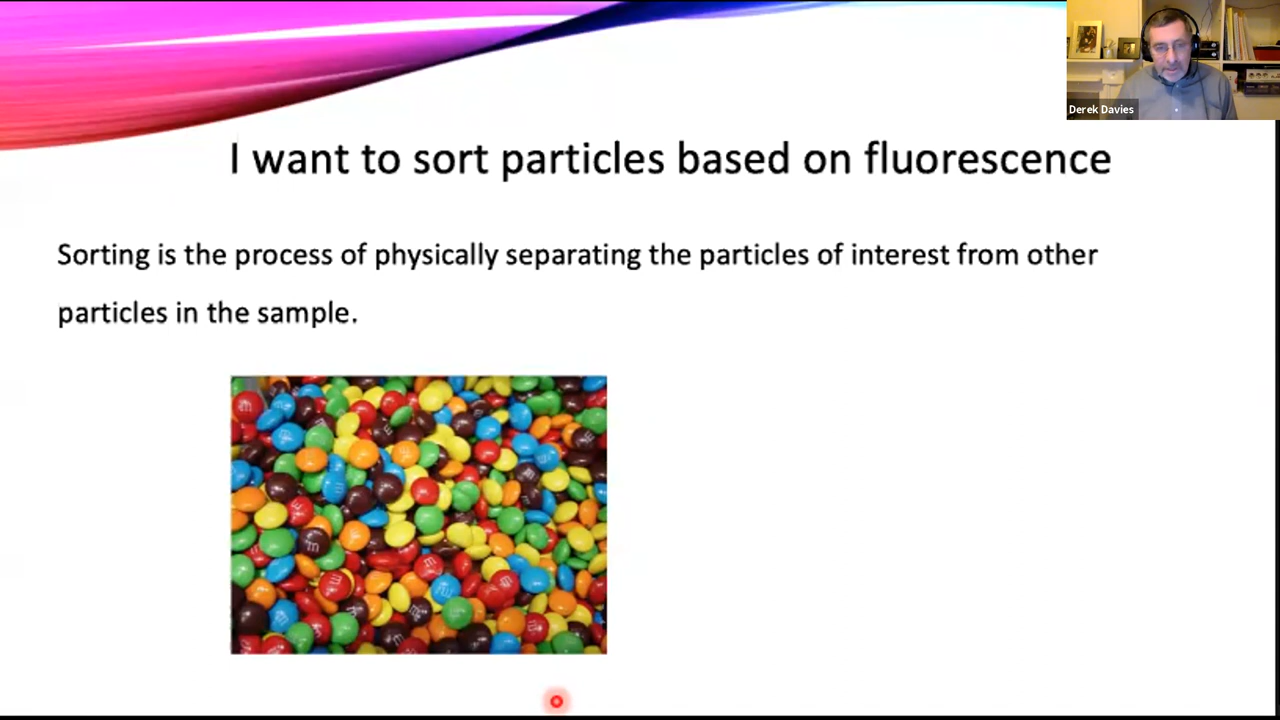 Derek Davies
I want to sort particles based on fluorescence
Sorting is the process of physically separating the particles of interest from other
particles in the sample.